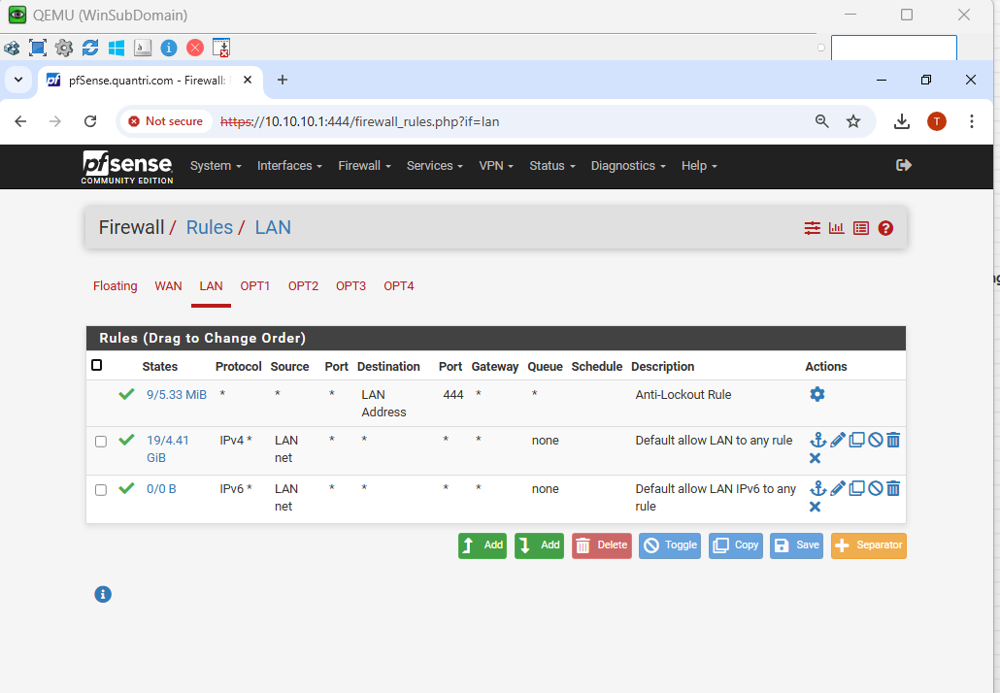 QEMU (WinSubDomain)
pfSense.quantri.com - Firewall:
Not secure https://10.10.10.1:444/firewall_rules.php?if=lan
T
pfsense
COMMUNITY EDITION
System Interfaces Firewall Services VPN Status Diagnostics Help
Firewall / Rules / LAN
Floating WAN LAN OPT1 OPT2 OPT3 OPT4
Rules (Drag to Change Order)
States Protocol Source Port Destination Port Gateway Queue Schedule Description Actions
9/5.33 MiB * * * LAN 444 * * Anti-Lockout Rule
Address
19/4.41 IPv4 * LAN * * * * none Default allow LAN to any rule
GiB net
0/0 B IPv6 * LAN * * * * none Default allow LAN IPv6 to any
net rule
Add Add Delete Toggle Copy Save Separator